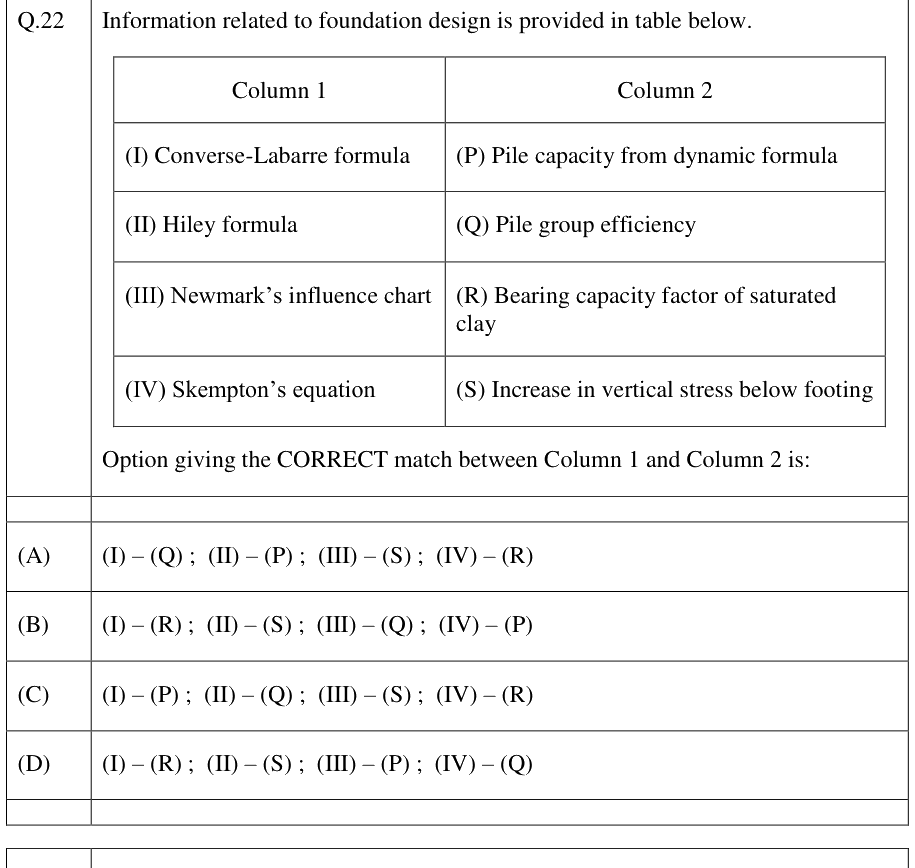 Q.22 Information related to foundation design is provided in table below.
Column 1 Column 2
(I) Converse-Labarre formula (P) Pile capacity from dynamic formula
(II) Hiley formula (Q) Pile group efficiency
(III) Newmark’s influence chart (R) Bearing capacity factor of saturated
clay
(IV) Skempton’s equation (S) Increase in vertical stress below footing
Option giving the CORRECT match between Column 1 and Column 2 is:
(A) (I) – (Q) ; (II) – (P) ; (III) – (S) ; (IV) – (R)
(B) (I) – (R) ; (II) – (S) ; (III) – (Q) ; (IV) – (P)
(C) (I) – (P) ; (II) – (Q) ; (III) – (S) ; (IV) – (R)
(D) (I) – (R) ; (II) – (S) ; (III) – (P) ; (IV) – (Q)